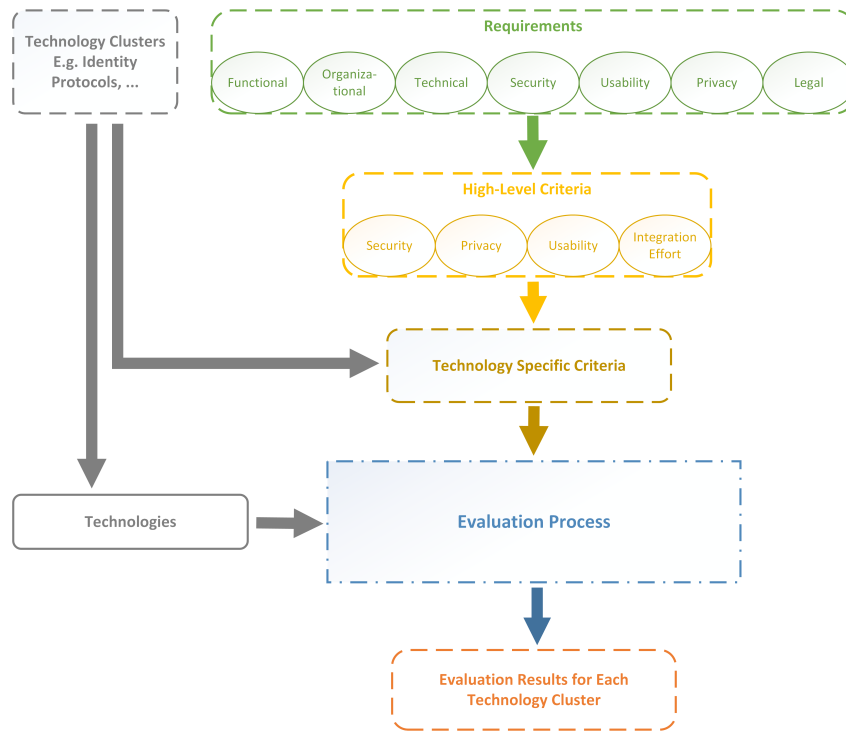 Technology Clusters
E.g. Identity
Protocols, ...
Requirements
Functional
Organiza-
tional
Technical
Security
Usability
Privacy
Legal
High-Level Criteria
Security
Privacy
Usability
Integration
Effort
Technology Specific Criteria
Technologies
Evaluation Process
Evaluation Results for Each
Technology Cluster